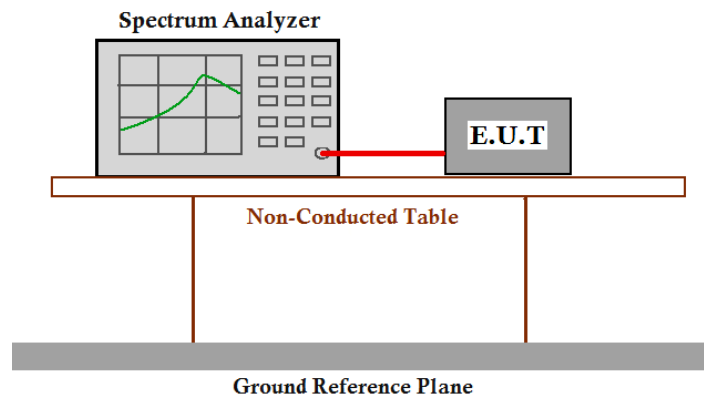 Spectrum Analyzer
E.U.T
Non-Conducted Table
Ground Reference Plane